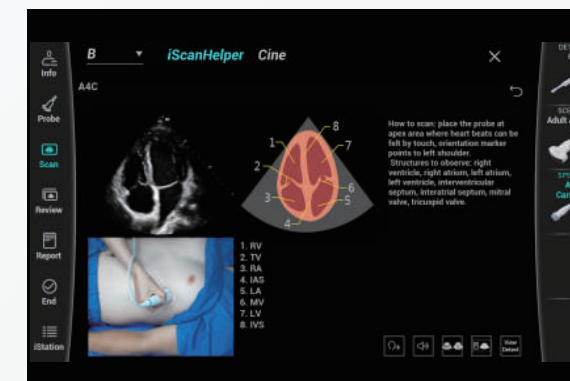 B
iScanHelper
Cine
Info
Probe
Scan
Review
Report
End
iStation
A4C
1
2
3
4
5
6
7
8
How to scan: place the probe at
apex area where heart beats can be
felt by touch, orientation marker
points to left shoulder.
Structures to observe: right
ventricle, right atrium, left atrium,
left ventricle, interventricular
septum, interatrial septum, mitral
valve, tricuspid valve.
1. RV
2. TV
3. RA
4. IAS
5. LA
6. MV
7. LV
8. IVS
View
Detect
Adult